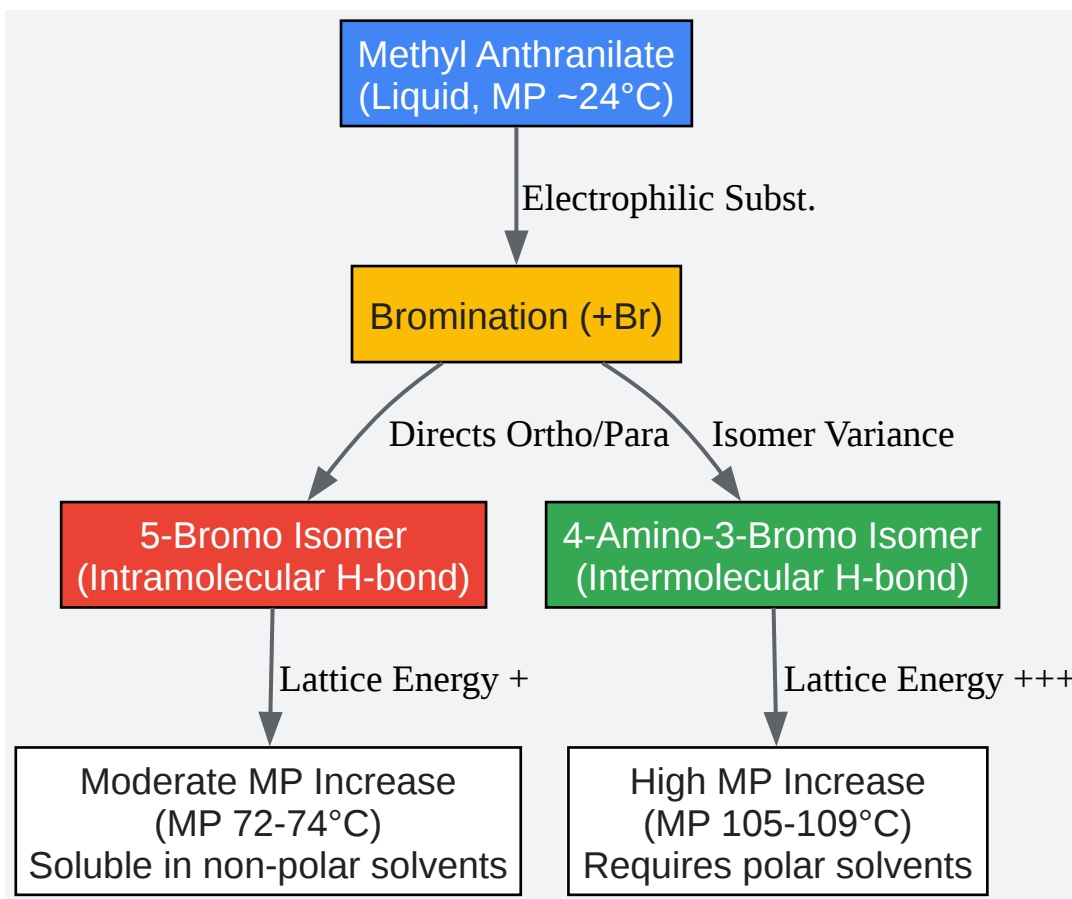 Methyl Anthranilate
(Liquid, MP ~24°C)
Electrophilic Subst.
Bromination (+Br)
Directs Ortho/Para
Isomer Variance
5-Bromo Isomer
(Intramolecular H-bond)
4-Amino-3-Bromo Isomer
(Intermolecular H-bond)
Lattice Energy +
Lattice Energy +++
Moderate MP Increase
(MP 72-74°C)
Soluble in non-polar solvents
High MP Increase
(MP 105-109°C)
Requires polar solvents